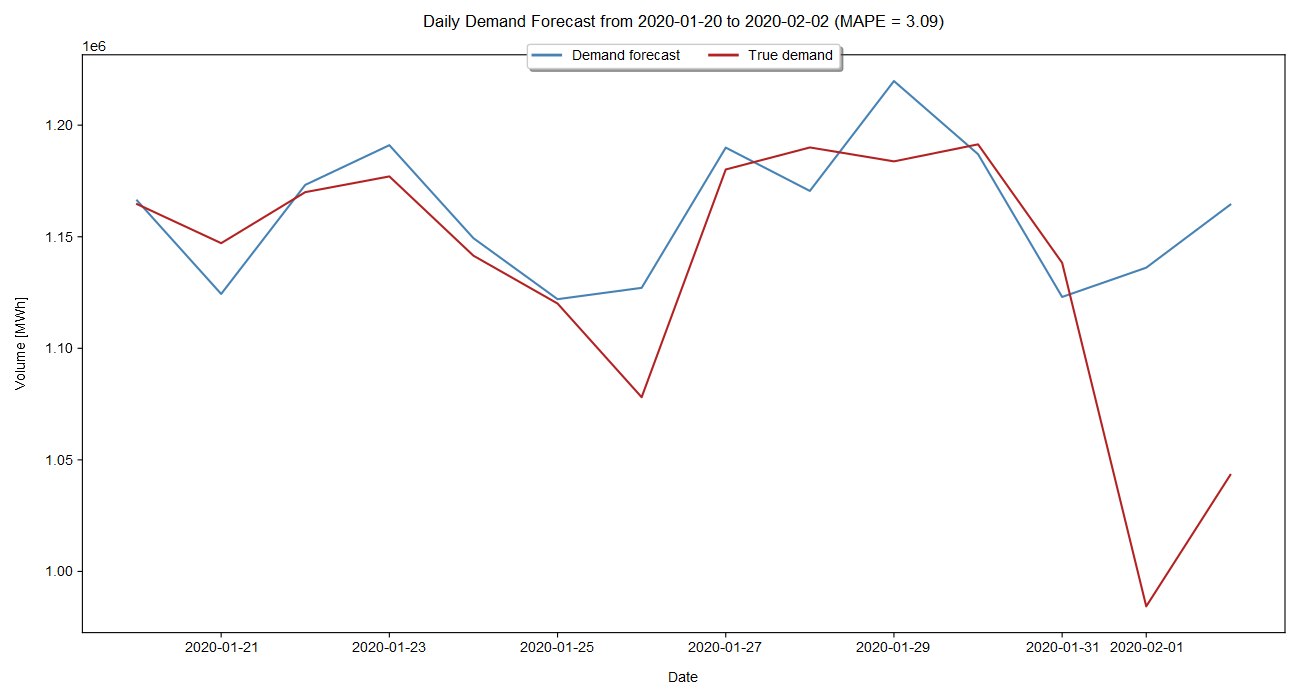 Daily Demand Forecast from 2020-01-20 to 2020-02-02 (MAPE = 3.09)
1e6
Demand forecast True demand
1.20
1.15
1.10
1.05
1.00
Volume [MWh]
2020-01-21 2020-01-23 2020-01-25 2020-01-27 2020-01-29 2020-01-31 2020-02-01
Date